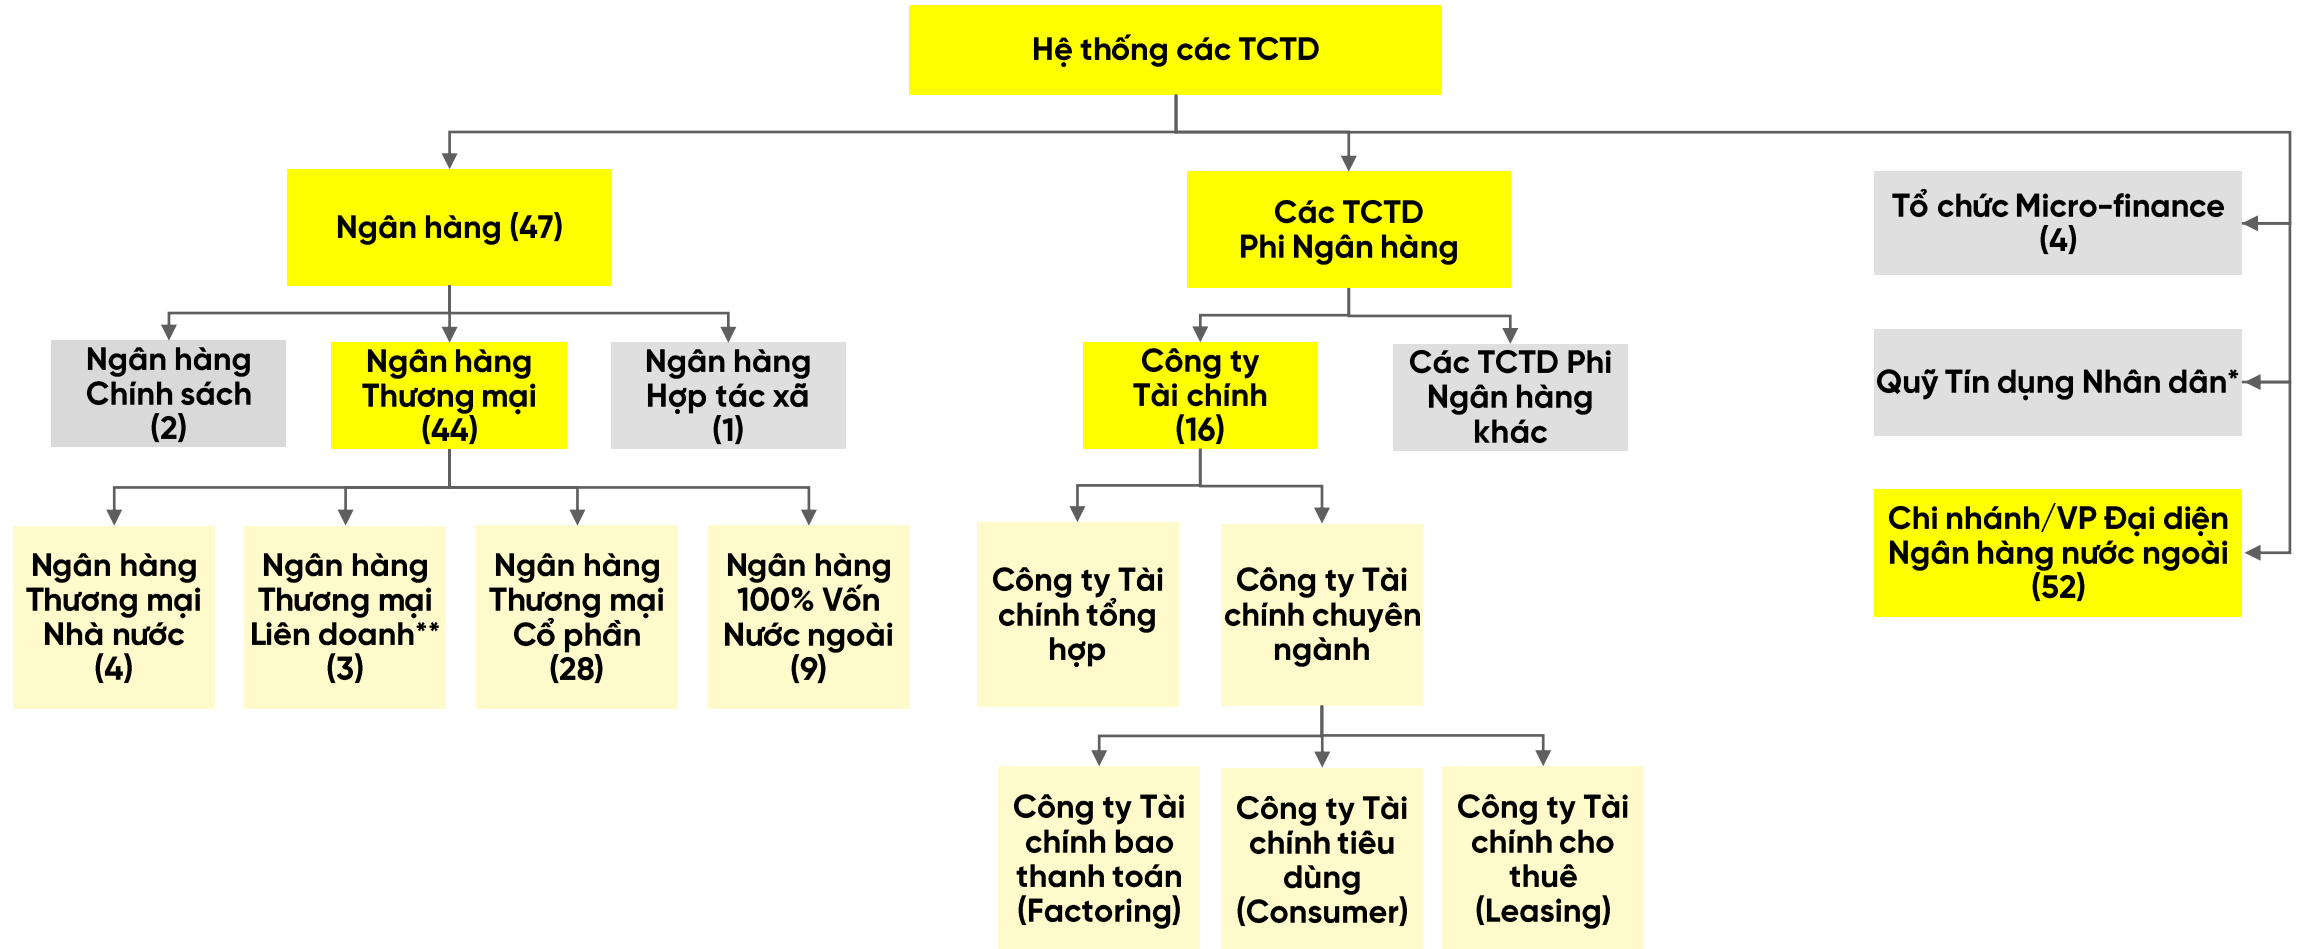 Hệ thống các TCTD
Ngân hàng (47)
Các TCTD
Phi Ngân hàng
Tổ chức Micro-finance
(4)
Ngân hàng
Chính sách
(2)
Ngân hàng
Thương mại
(44)
Ngân hàng
Hợp tác xã
(1)
Công ty
Tài chính
(16)
Các TCTD Phi
Ngân hàng
khác
Quỹ Tín dụng Nhân dân*
Chi nhánh/VP Đại diện
Ngân hàng nước ngoài
(52)
Ngân hàng
Thương mại
Nhà nước
(4)
Ngân hàng
Thương mại
Liên doanh**
(3)
Ngân hàng
Thương mại
Cổ phần
(28)
Ngân hàng
100% Vốn
Nước ngoài
(9)
Công ty Tài
chính tổng
hợp
Công ty Tài
chính chuyên
ngành
Công ty Tài
chính bao
thanh toán
(Factoring)
Công ty Tài
chính tiêu
dùng
(Consumer)
Công ty Tài
chính cho
thuê
(Leasing)